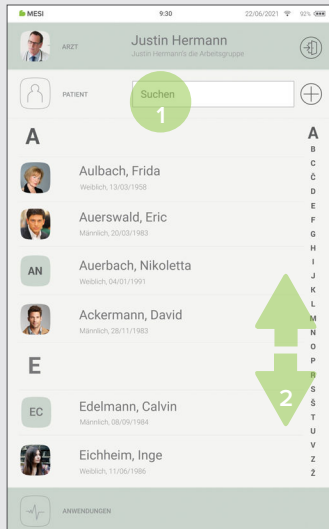 MESI 9:30 22/06/2021 92%
ARZT
Justin Hermann
Justin Hermann's die Arbeitsgruppe
PATIENT
Suchen
1
A
Aulbach, Frida
Weiblich, 13/03/1958
Auerswald, Eric
Männlich, 20/03/1983
AN
Auerbach, Nikoletta
Weiblich, 04/01/1991
Ackermann, David
Männlich, 28/11/1983
E
EC
Edelmann, Calvin
Männlich, 08/09/1984
Eichheim, Inge
Weiblich, 11/06/1986
A
B
C
Č
D
E
F
G
H
I
J
K
L
M
N
O
P
R
S
Š
T
U
V
Z
Ž
2
ANWENDUNGEN